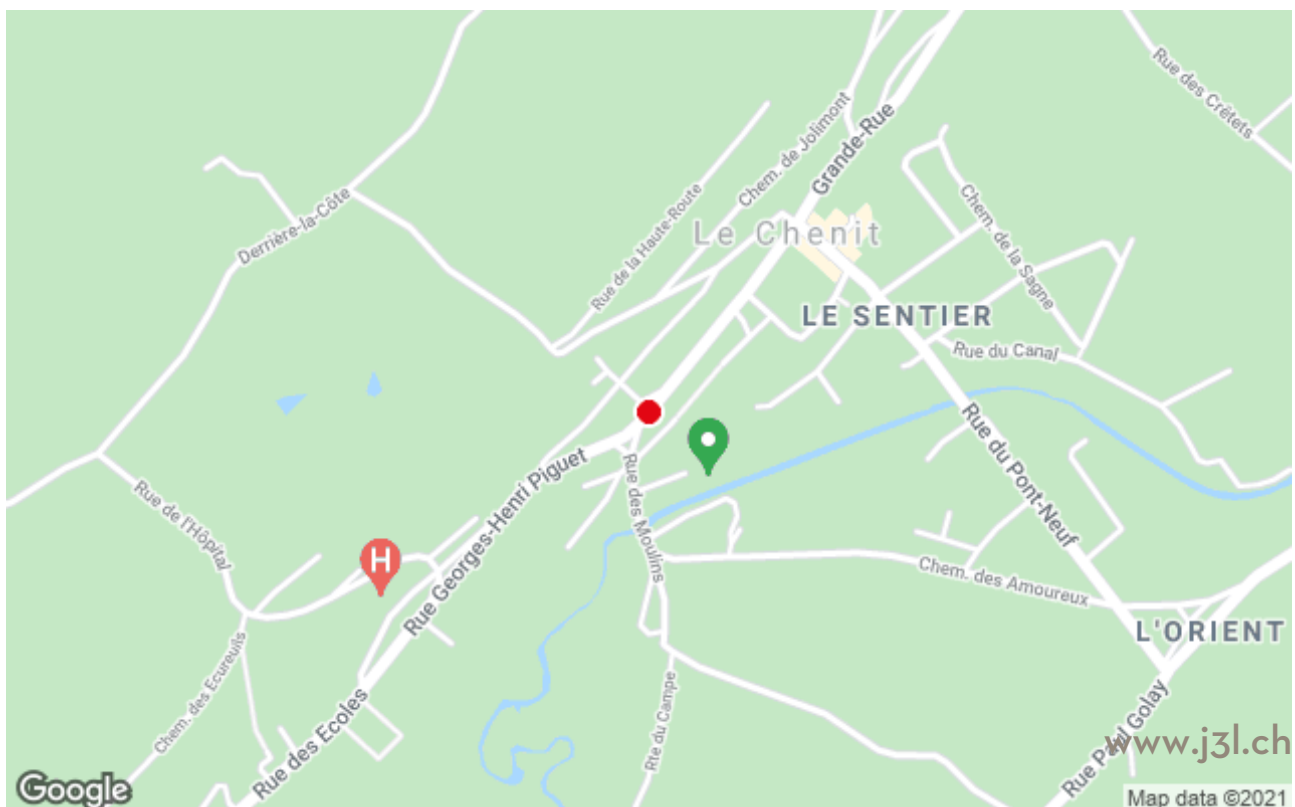 Rue des Crêtets
Chem. de Jolimont
Grande-Rue
Rue de la Haute-Route
Derrière-la-Côte
Chem. de la Sagne
Le Chenit
LE SENTIER
Rue du Canal
Rue du Pont-Neuf
Rue Georges-Henri Piguet
Rue des Moulins
Rue de l'Hôpital
H
Chem. des Amoureux
L'ORIENT
Chem. des Ecureuils
Rue des Ecoles
Rte du Campe
Rue Paul Golay
www.j3l.ch
Google
Map data ©2021